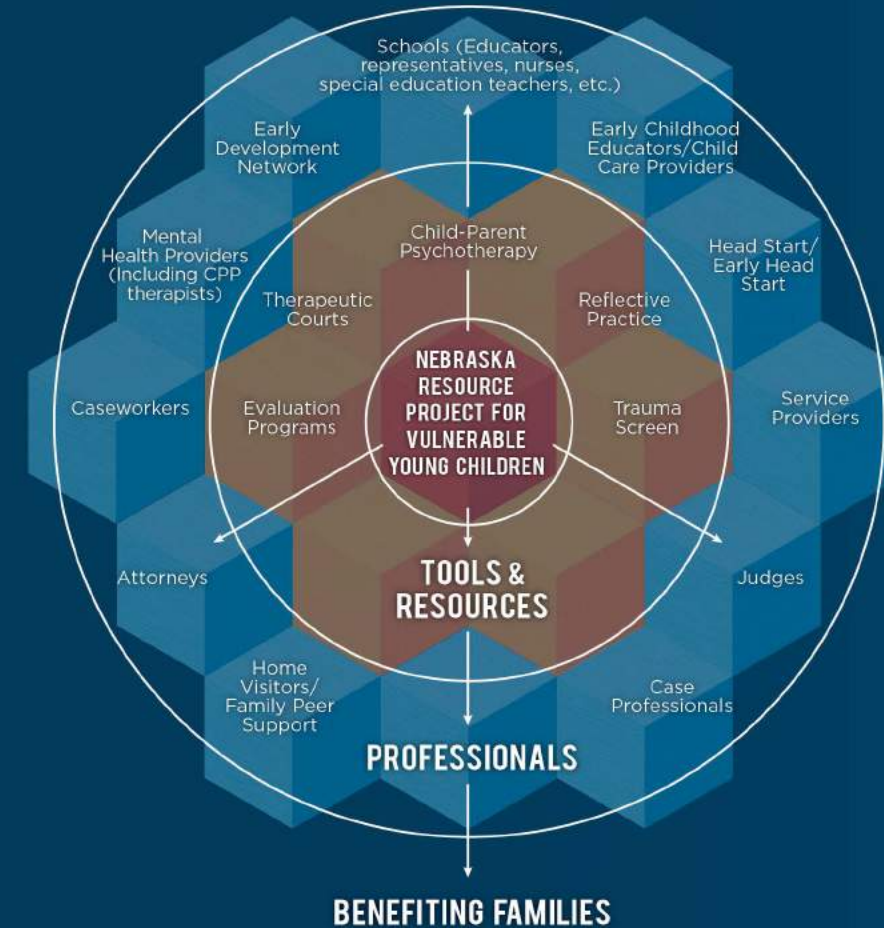 Schools (Educators,
representatives, nurses,
special education teachers, etc.)
Early
Development
Network
Early Childhood
Educators/Child
Care Providers
Mental
Health Providers
(Including CPP
therapists)
Child-Parent
Psychotherapy
Head Start/
Early Head
Start
Therapeutic
Courts
Reflective
Practice
Caseworkers
Evaluation
Programs
NEBRASKA
RESOURCE
PROJECT FOR
VULNERABLE
YOUNG CHILDREN
Trauma
Screen
Service
Providers
Attorneys
TOOLS &
RESOURCES
Judges
Home
Visitors/
Family Peer
Support
Case
Professionals
PROFESSIONALS
BENEFITING FAMILIES